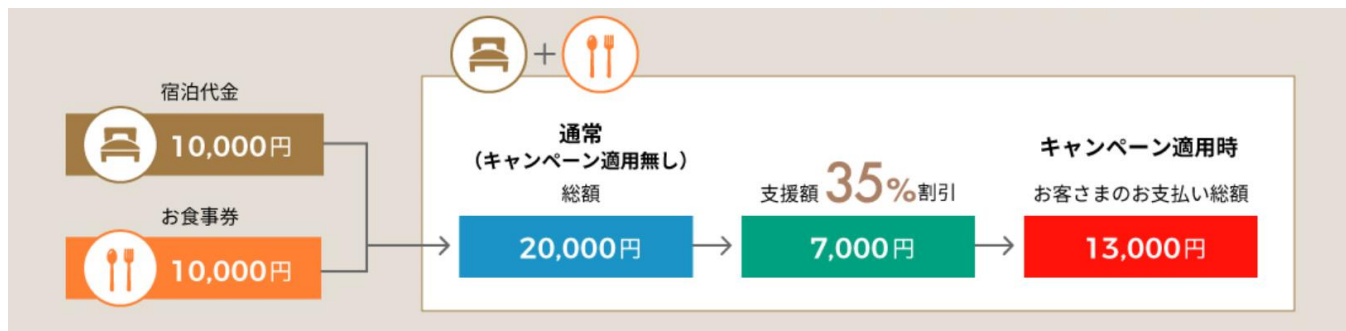 宿泊代金
10,000円
お食事券
10,000円
+
通常
(キャンペーン適用無し)
総額
20,000円
支援額 35%割引
7,000円
キャンペーン適用時
お客さまのお支払い総額
13,000円